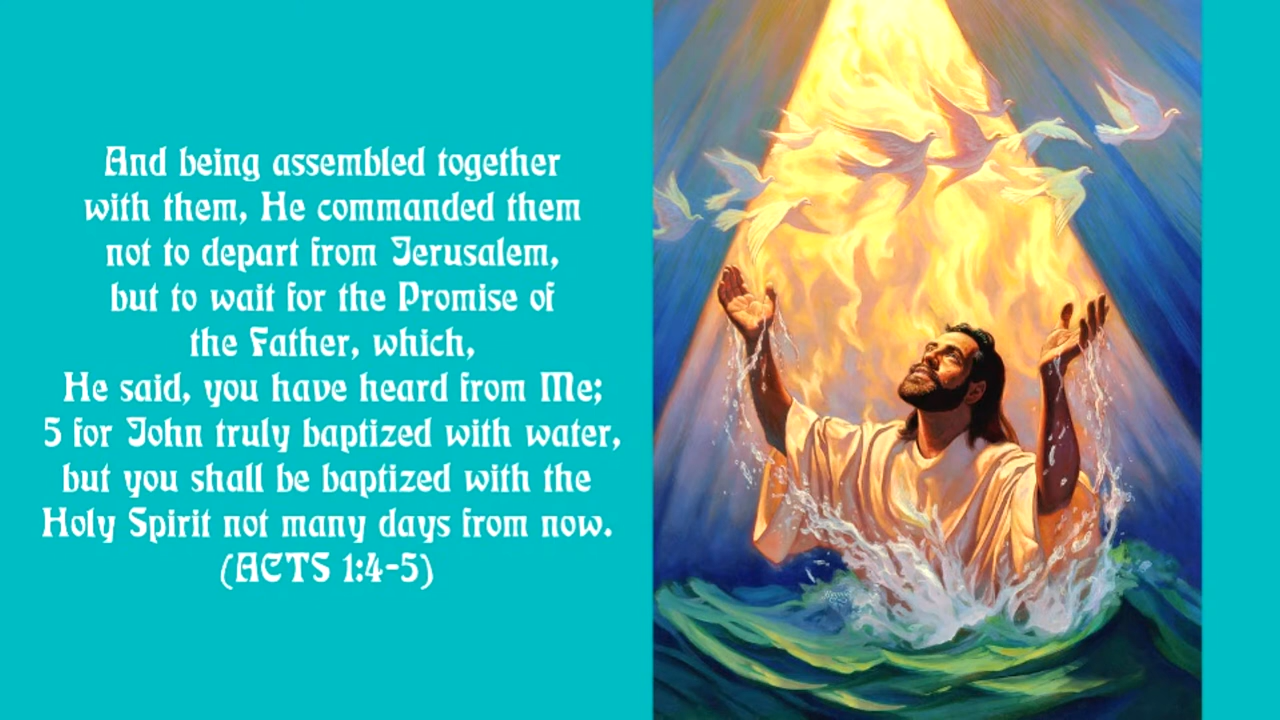 And being assembled together
with them, He commanded them
not to depart from Jerusalem,
but to wait for the Promise of
the Father, which,
He said, you have heard from Me;
5 for John truly baptized with water,
but you shall be baptized with the
Holy Spirit not many days from now.
(ACTS 1:4-5)